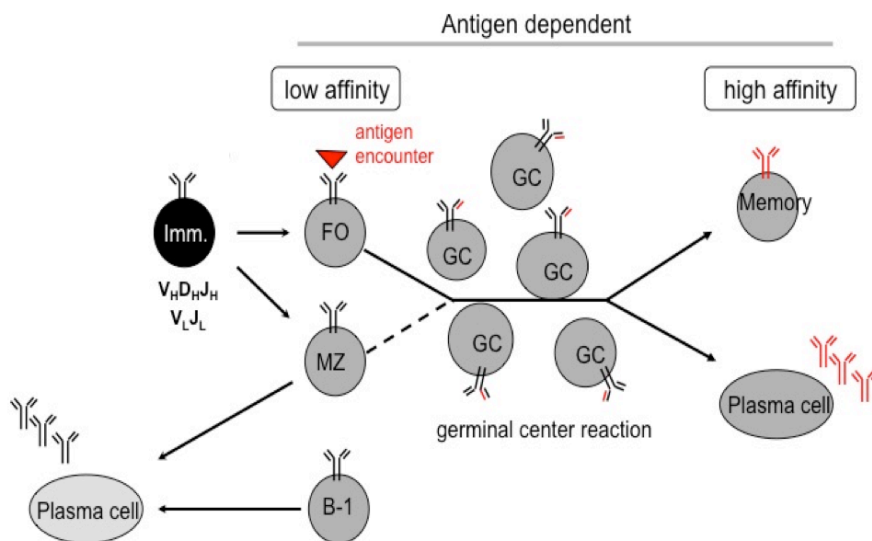 Antigen dependent
low affinity
high affinity
antigen
encounter
GC
Imm.
FO
GC
GC
Memory
VHDHJH
VLJL
MZ
GC
GC
Plasma cell
germinal center reaction
Plasma cell
B-1